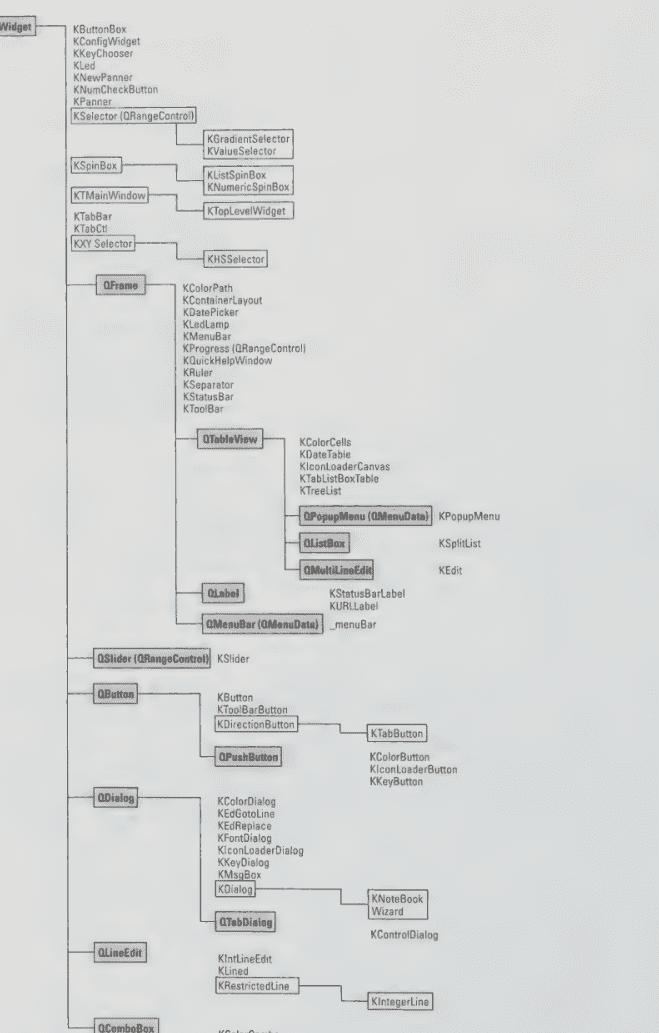 Widget
KButtonBox
KConfigWidget
KKeyChooser
KLed
KNewPanner
KNumCheckButton
KPanner
KSelector (QRangeControl)
KGradientSelector
KValueSelector
KSpinBox
KListSpinBox
KNumericSpinBox
KTMainWindow
KTopLevelWidget
KTabBar
KTabCtl
KXY Selector
KHSSelector
QFrame
KColorPath
KContainerLayout
KDatePicker
KLedLamp
KMenuBar
KProgress (QRangeControl)
KQuickHelpWindow
KRuler
KSeparator
KStatusBar
KToolBar
QTableView
KColorCells
KDateTable
KIconLoaderCanvas
KTabListBoxTable
KTreeList
QPopupMenu (QMenuData) KPopupMenu
QListBox KSplitList
QMultiLineEdit KEdit
QLabel
KStatusBarLabel
KURLLabel
QMenuBar (QMenuData) _menuBar
QSlider (QRangeControl) KSlider
QButton
KButton
KToolBarButton
KDirectionButton
KTabButton
QPushButton
KColorButton
KIconLoaderButton
KKeyButton
QDialog
KColorDialog
KEdGotoLine
KEdReplace
KFontDialog
KIconLoaderDialog
KKeyDialog
KMsgBox
KDialog
KNoteBook
Wizard
QTabDialog
KControlDialog
QLineEdit
KIntLineEdit
KLined
KRestrictedLine
KIntegerLine
QComboBox